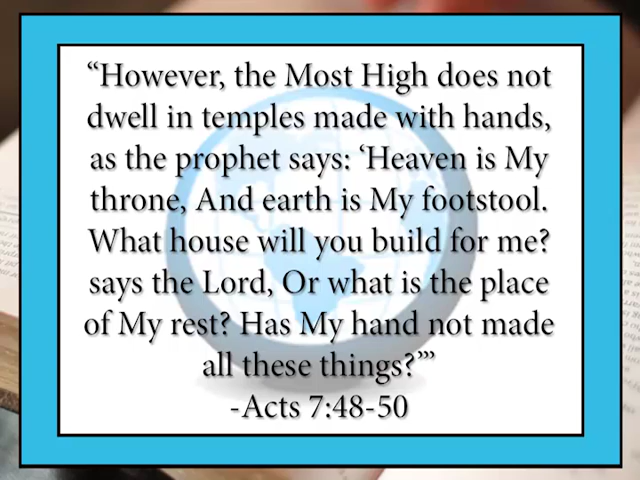 “However, the Most High does not
dwell in temples made with hands,
as the prophet says: ‘Heaven is My
throne, And earth is My footstool.
What house will you build for me?
says the Lord, Or what is the place
of My rest? Has My hand not made
all these things?’”
-Acts 7:48-50